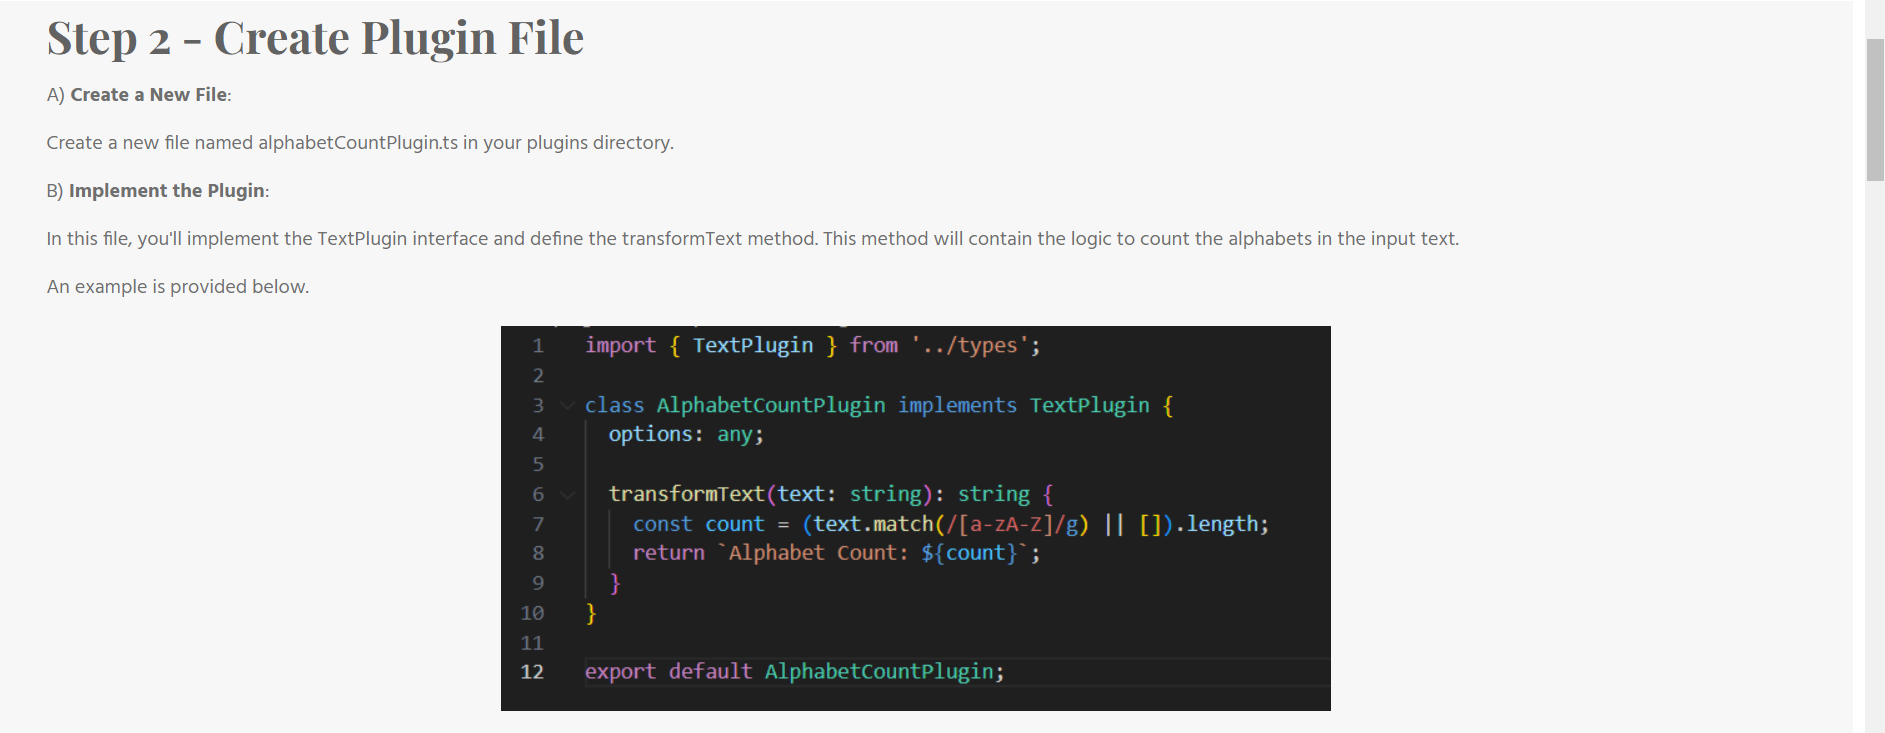 Step 2 - Create Plugin File
A) Create a New File:
Create a new file named alphabetCountPlugin.ts in your plugins directory.
B) Implement the Plugin:
In this file, you'll implement the TextPlugin interface and define the transformText method. This method will contain the logic to count the alphabets in the input text.
An example is provided below.
1 import { TextPlugin } from '../types';
2
3 class AlphabetCountPlugin implements TextPlugin {
4 options: any;
5
6 transformText(text: string): string {
7 const count = (text.match(/[a-zA-Z]/g) || []).length;
8 return `Alphabet Count: ${count}`;
9 }
10 }
11
12 export default AlphabetCountPlugin;